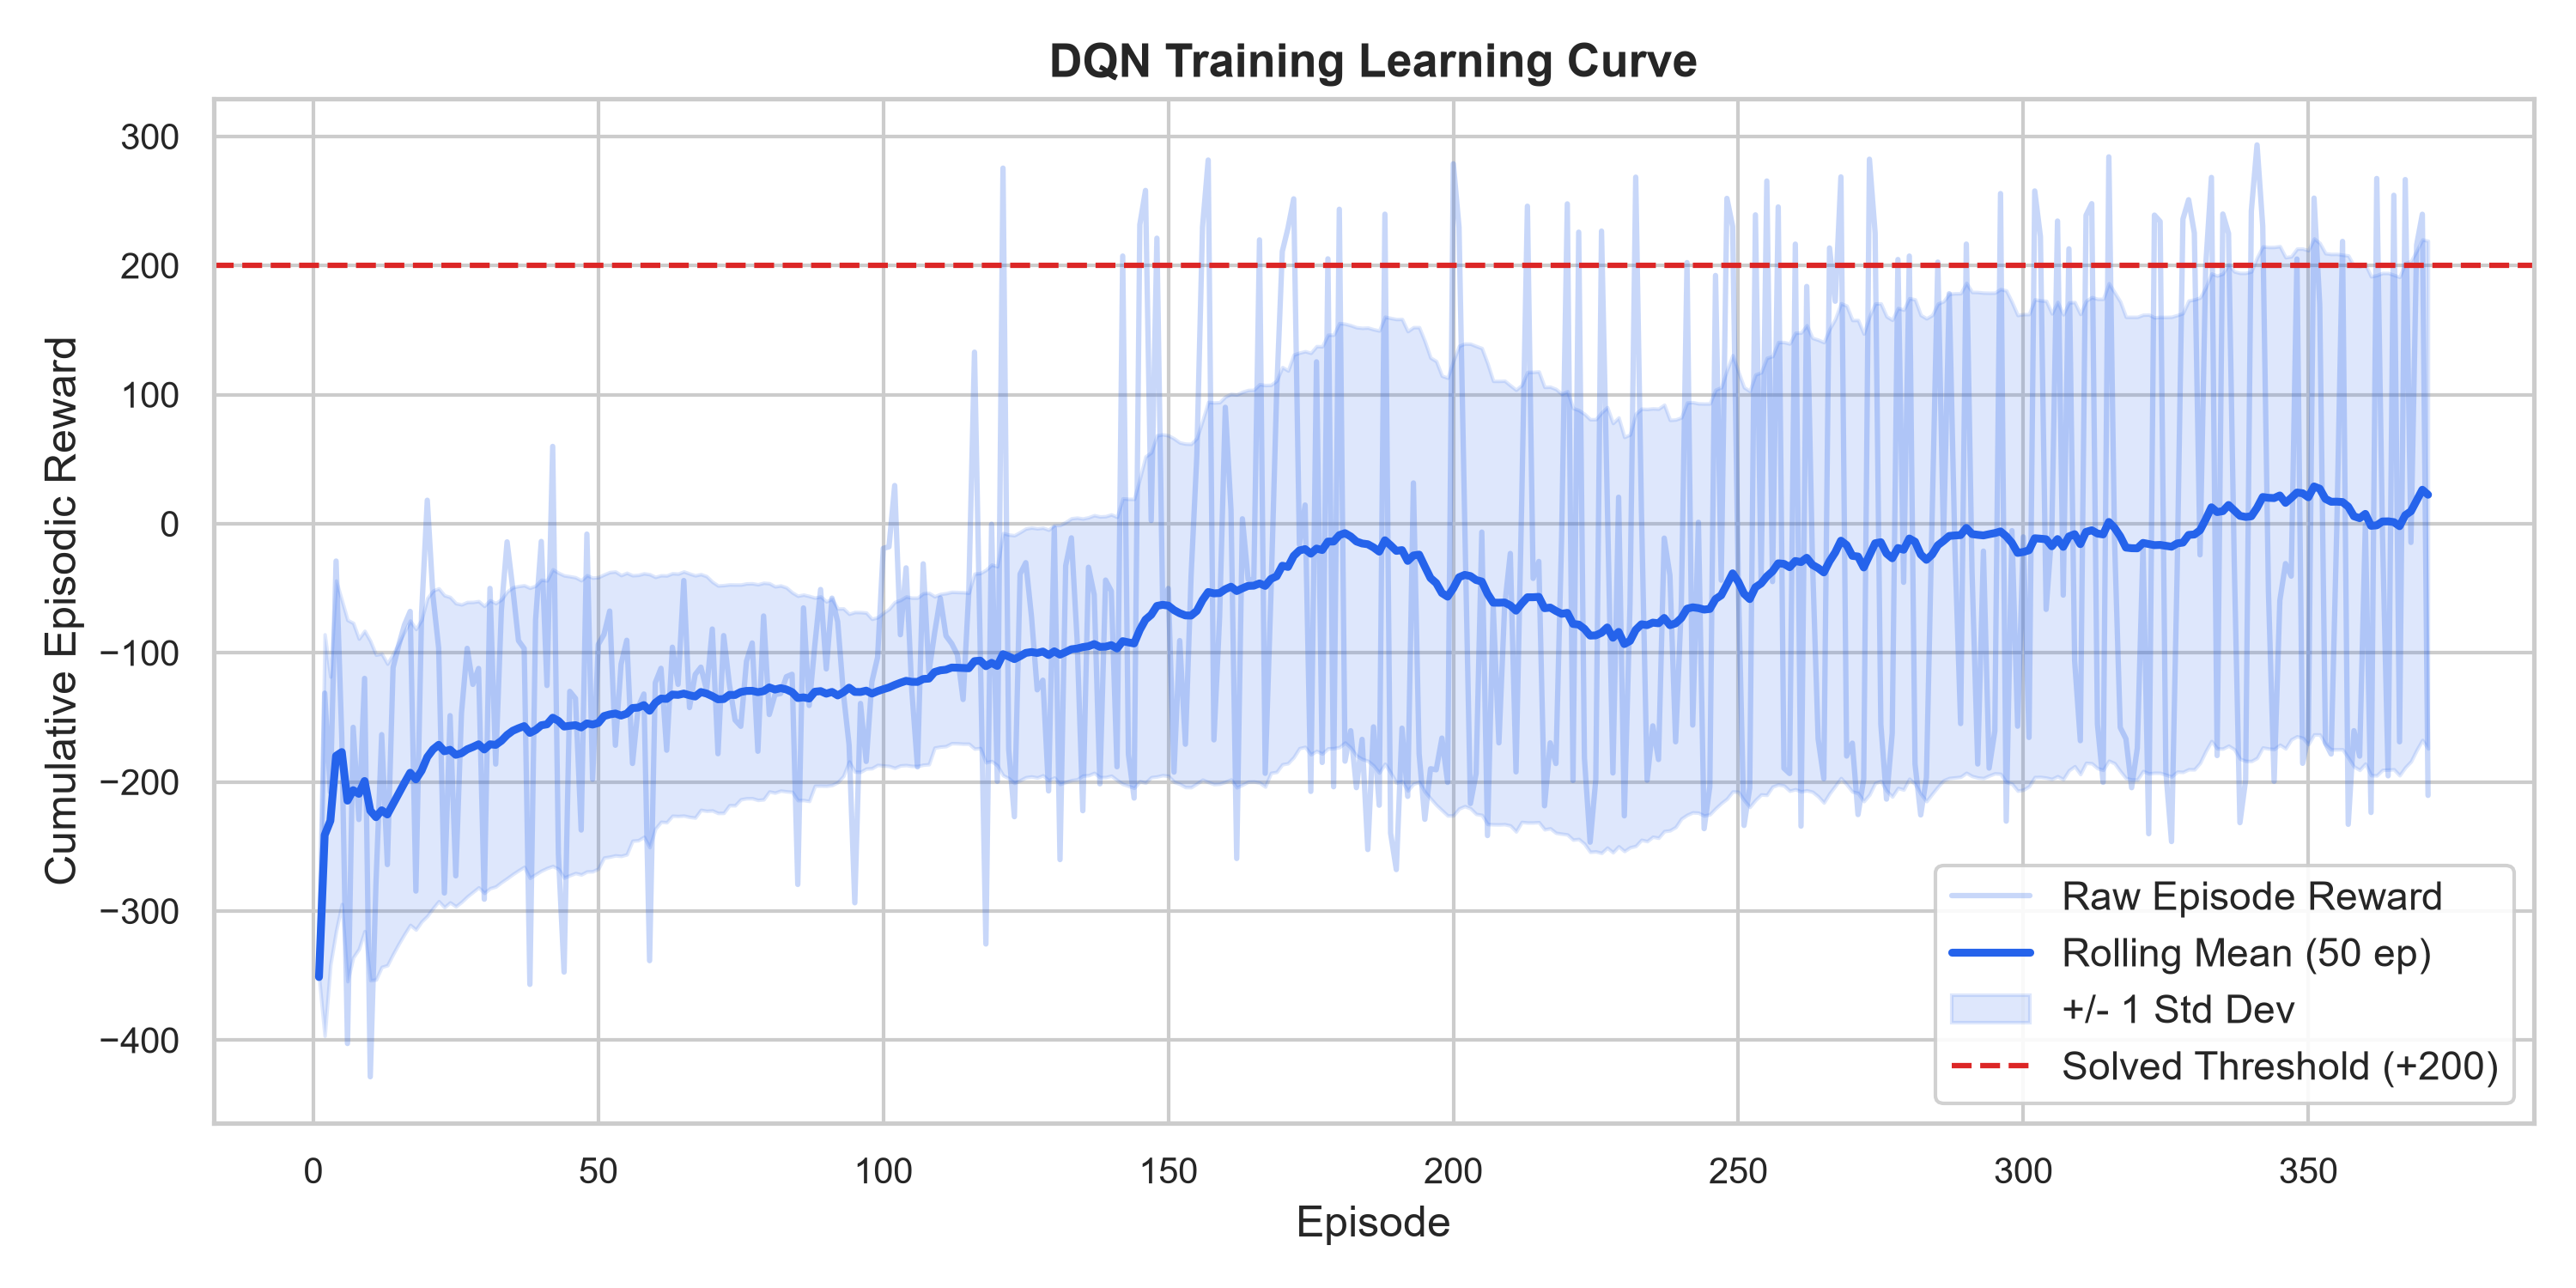 DQN Training Learning Curve
Cumulative Episodic Reward
300
200
100
0
−100
−200
−300
−400
0 50 100 150 200 250 300 350
Episode
Raw Episode Reward
Rolling Mean (50 ep)
+/- 1 Std Dev
Solved Threshold (+200)